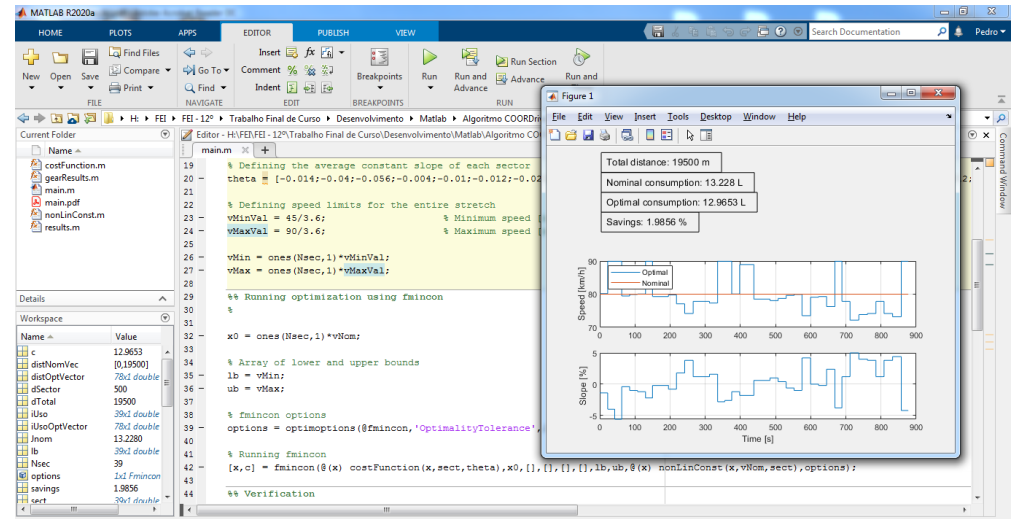 MATLAB R2020a
HOME PLOTS APPS EDITOR PUBLISH VIEW
Search Documentation Pedro
New Open Save
Find Files
Compare
Print
Go To
Find
Insert fx
Comment
Indent
Breakpoints
Run
Run and Advance
Run Section
Advance
Run and
FILE NAVIGATE EDIT BREAKPOINTS RUN
H: FEI FEI - 12º Trabalho Final de Curso Desenvolvimento Matlab Algoritmo COORDri
Current Folder
Name
costFunction.m
gearResults.m
main.m
main.pdf
nonLinConst.m
results.m
Details
Workspace
Name Value
c 12.9653
distNomVec [0,19500]
distOptVector 78x1 double
dSector 500
dTotal 19500
iUso 39x1 double
iUsoOptVector 78x1 double
Jnom 13.2280
lb 39x1 double
Nsec 39
options 1x1 Fmincon
savings 1.9856
sect 39x1 double
Editor - H:\FEI\FEI - 12º\Trabalho Final de Curso\Desenvolvimento\Matlab\Algoritmo CO
main.m +
19 % Defining the average constant slope of each sector
20 theta = [-0.014;-0.04;-0.056;-0.004;-0.01;-0.012;-0.02
2;
21
22 % Defining speed limits for the entire stretch
23 vMinVal = 45/3.6; % Minimum speed [
24 vMaxVal = 90/3.6; % Maximum speed [
25
26 vMin = ones(Nsec,1)*vMinVal;
27 vMax = ones(Nsec,1)*vMaxVal;
28
29 %% Running optimization using fmincon
30 %
31
32 x0 = ones(Nsec,1)*vNom;
33
34 % Array of lower and upper bounds
35 lb = vMin;
36 ub = vMax;
37
38 % fmincon options
39 options = optimoptions(@fmincon,'OptimalityTolerance',
40
41 % Running fmincon
42 [x,c] = fmincon(@(x) costFunction(x,sect,theta),x0,[],[],[],[],lb,ub,@(x) nonLinConst(x,vNom,sect),options);
43
44 %% Verification
Command Window
Figure 1
File Edit View Insert Tools Desktop Window Help
Total distance: 19500 m
Nominal consumption: 13.228 L
Optimal consumption: 12.9653 L
Savings: 1.9856 %
Speed [km/h]
90
80
70
Optimal
Nominal
0 100 200 300 400 500 600 700 800 900
Slope [%]
5
0
-5
0 100 200 300 400 500 600 700 800 900
Time [s]